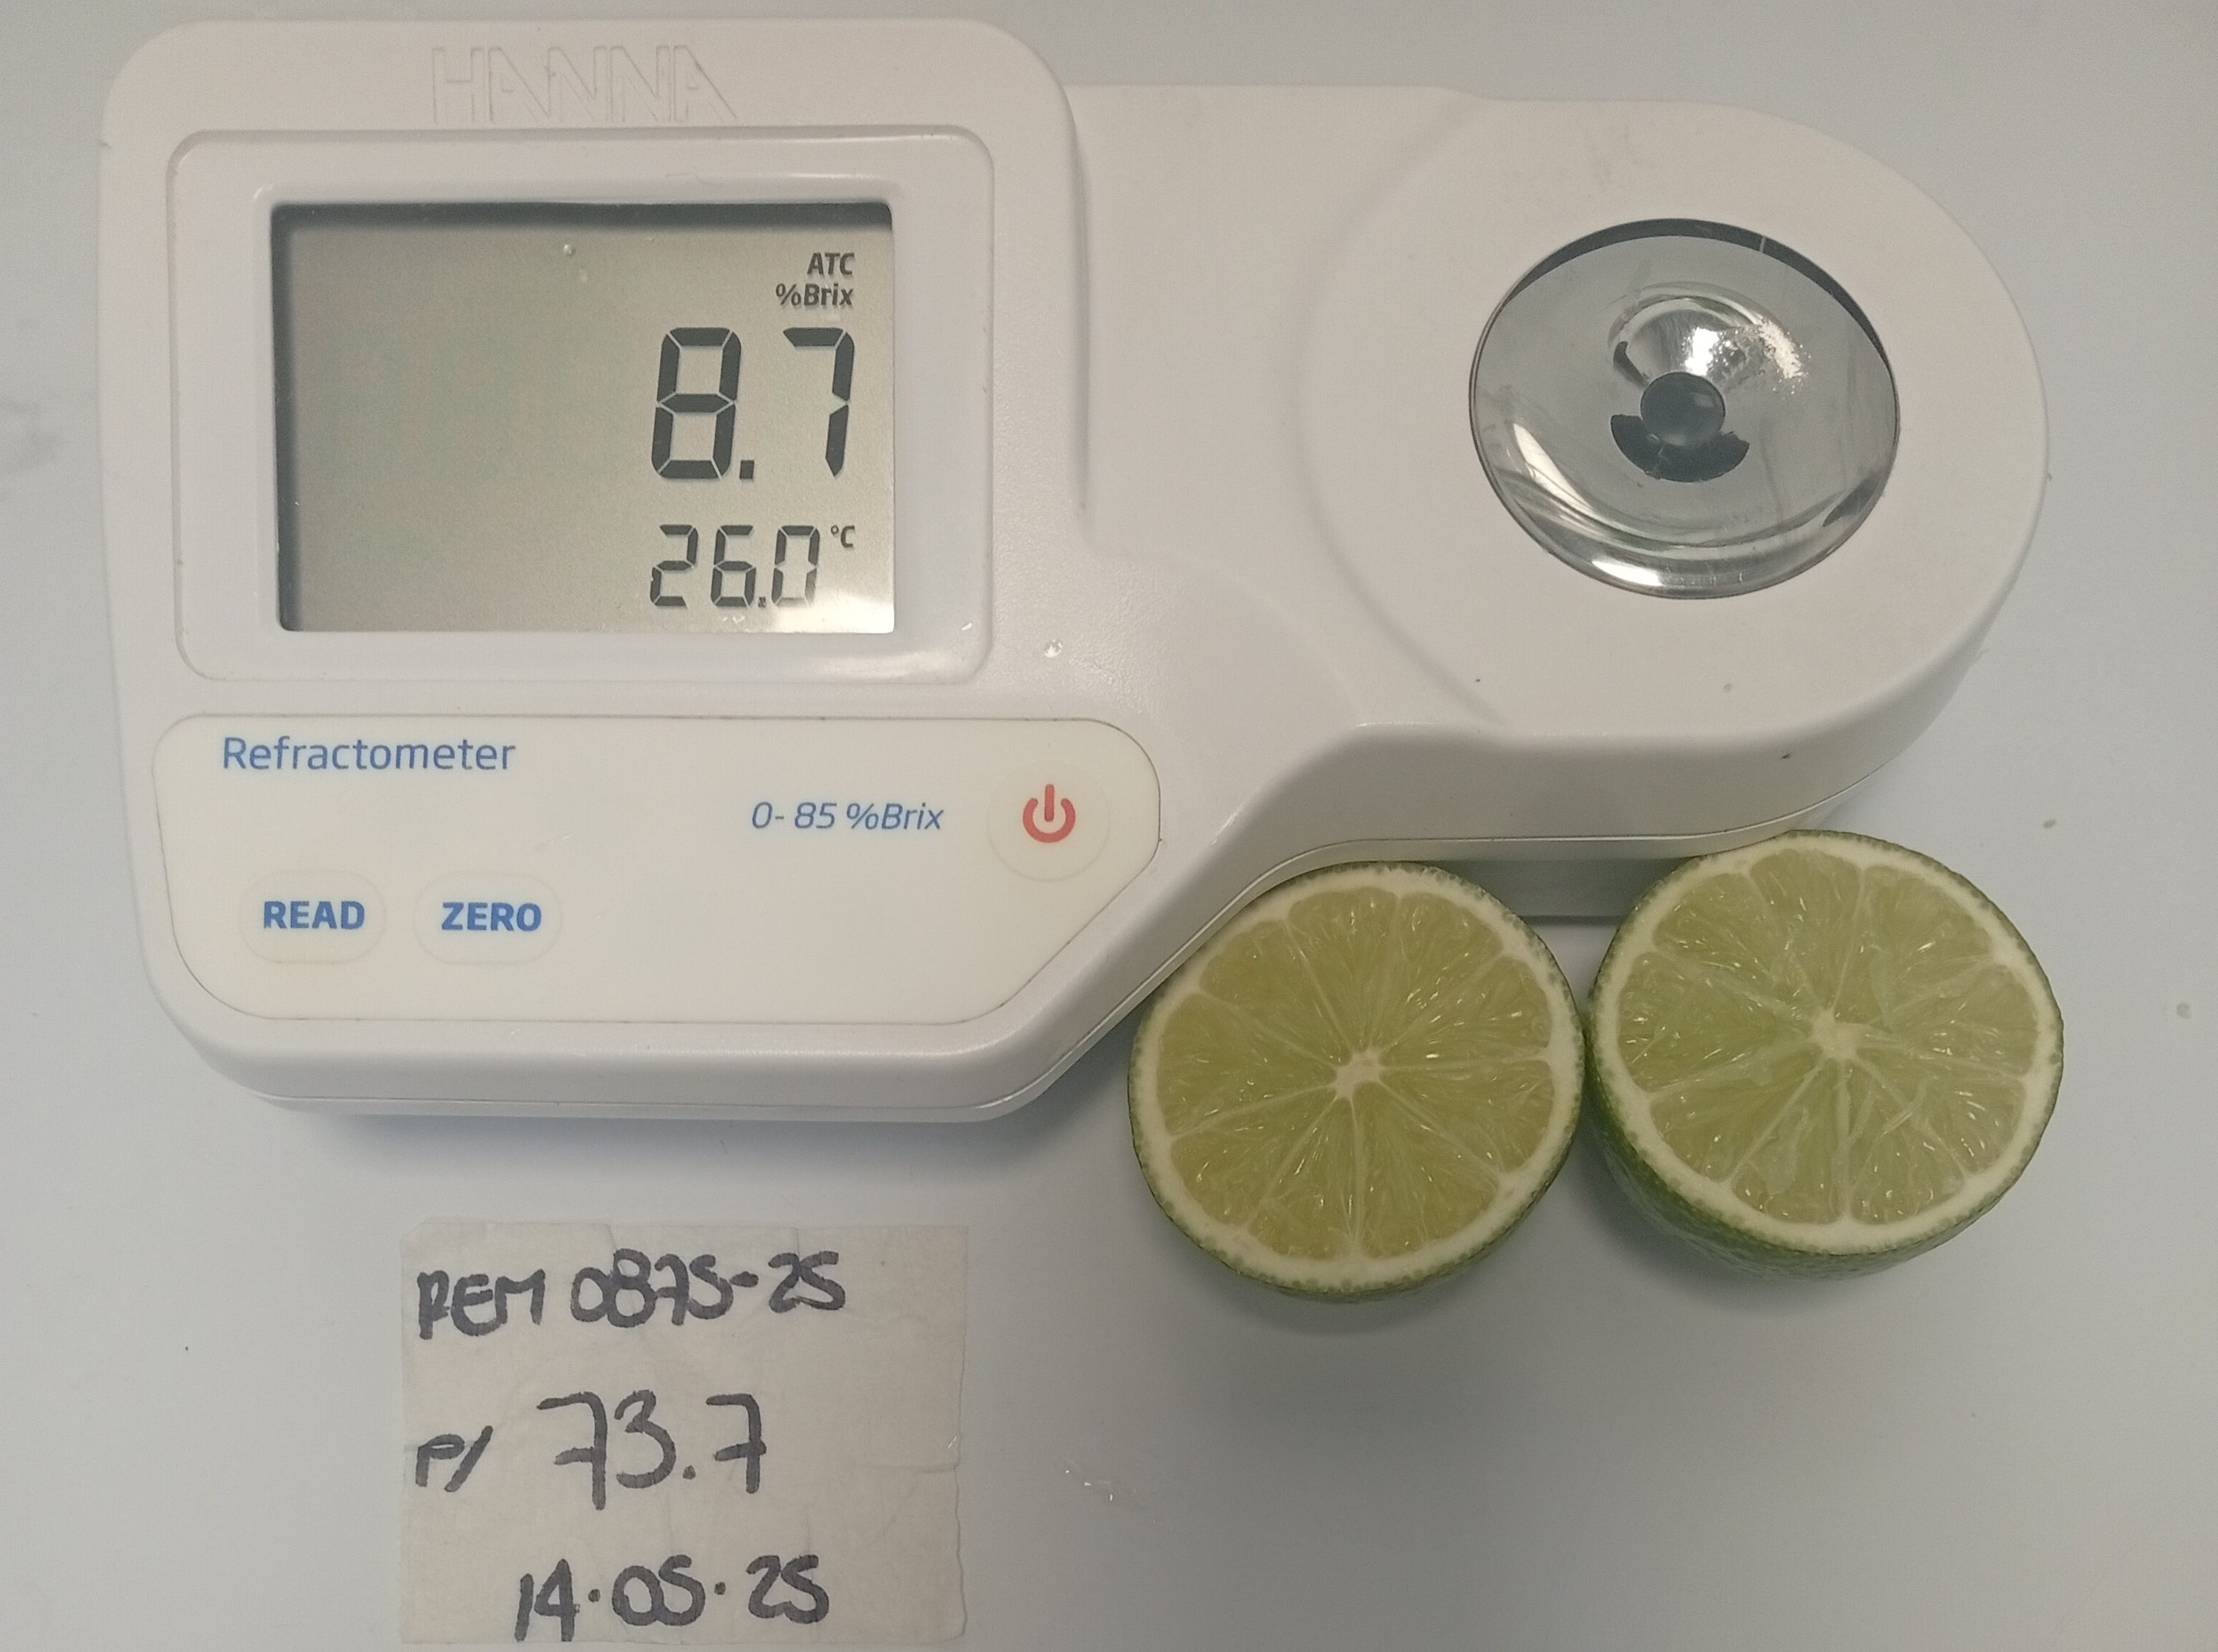 HANNA
ATC
%Brix
8.7
26.0 °C
Refractometer
0-85 %Brix
READ ZERO
REM 0875-25
P/ 73.7
14.05.25